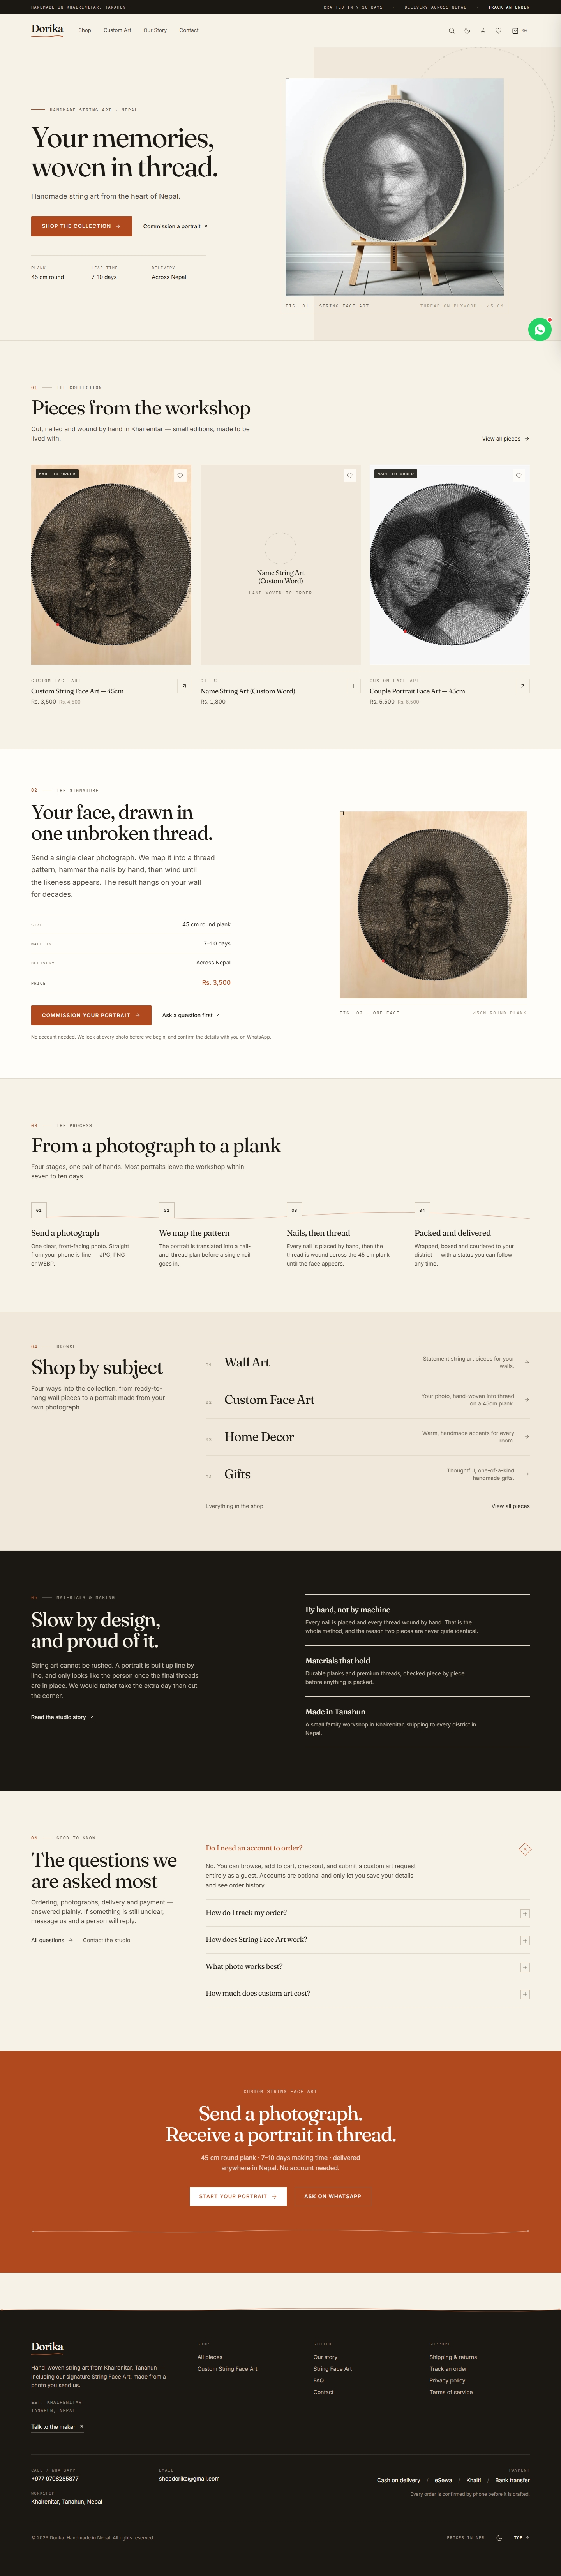 HANDMADE IN KHAIRENITAR, TANAHUN
CRAFTED IN 7–10 DAYS
DELIVERY ACROSS NEPAL
TRACK AN ORDER
Dorika
Shop
Custom Art
Our Story
Contact
HANDMADE STRING ART · NEPAL
Your memories,
woven in thread.
Handmade string art from the heart of Nepal.
SHOP THE COLLECTION →
Commission a portrait ↗
PLANK
LEAD TIME
DELIVERY
45 cm round
7–10 days
Across Nepal
FIG. 01 — STRING FACE ART
THREAD ON PLYWOOD · 45 CM
01
THE COLLECTION
Pieces from the workshop
Cut, nailed and wound by hand in Khairenitar — small editions, made to be
lived with.
View all pieces →
MADE TO ORDER
Name String Art
(Custom Word)
HAND-WOVEN TO ORDER
MADE TO ORDER
CUSTOM FACE ART
Custom String Face Art — 45cm
Rs. 3,500 Rs. 4,500
GIFTS
Name String Art (Custom Word)
Rs. 1,800
CUSTOM FACE ART
Couple Portrait Face Art — 45cm
Rs. 5,500 Rs. 6,500
02
THE SIGNATURE
Your face, drawn in
one unbroken thread.
Send a single clear photograph. We map it into a thread
pattern, hammer the nails by hand, then wind until
the likeness appears. The result hangs on your wall
for decades.
SIZE
45 cm round plank
MADE IN
7–10 days
DELIVERY
Across Nepal
PRICE
Rs. 3,500
COMMISSION YOUR PORTRAIT →
Ask a question first ↗
No account needed. We look at every photo before we begin, and confirm the details with you on WhatsApp.
FIG. 02 — ONE FACE
45CM ROUND PLANK
03
THE PROCESS
From a photograph to a plank
Four stages, one pair of hands. Most portraits leave the workshop within
seven to ten days.
01
02
03
04
Send a photograph
One clear, front-facing photo. Straight
from your phone is fine — JPG, PNG
or WEBP.
We map the pattern
The portrait is translated into a nail-
and-thread plan before a single nail
goes in.
Nails, then thread
Every nail is placed by hand, then the
thread is wound across the 45 cm plank
until the face appears.
Packed and delivered
Wrapped, boxed and couriered to your
district — with a status you can follow
any time.
04
BROWSE
Shop by subject
Four ways into the collection, from ready-to-
hang wall pieces to a portrait made from your
own photograph.
01
Wall Art
Statement string art pieces for your
walls.
02
Custom Face Art
Your photo, hand-woven into thread
on a 45cm plank.
03
Home Decor
Warm, handmade accents for every
room.
04
Gifts
Thoughtful, one-of-a-kind
handmade gifts.
Everything in the shop
View all pieces
05
MATERIALS & MAKING
Slow by design,
and proud of it.
String art cannot be rushed. A portrait is built up line by
line, and only looks like the person once the final threads
are in place. We would rather take the extra day than cut
the corner.
Read the studio story ↗
By hand, not by machine
Every nail is placed and every thread wound by hand. That is the
whole method, and the reason two pieces are never quite identical.
Materials that hold
Durable planks and premium threads, checked piece by piece
before anything is packed.
Made in Tanahun
A small family workshop in Khairenitar, shipping to every district in
Nepal.
06
GOOD TO KNOW
The questions we
are asked most
Ordering, photographs, delivery and payment —
answered plainly. If something is still unclear,
message us and a person will reply.
All questions →
Contact the studio
Do I need an account to order?
No. You can browse, add to cart, checkout, and submit a custom art request
entirely as a guest. Accounts are optional and only let you save your details
and see order history.
How do I track my order?
How does String Face Art work?
What photo works best?
How much does custom art cost?
CUSTOM STRING FACE ART
Send a photograph.
Receive a portrait in thread.
45 cm round plank · 7–10 days making time · delivered
anywhere in Nepal. No account needed.
START YOUR PORTRAIT →
ASK ON WHATSAPP
Dorika
Hand-woven string art from Khairenitar, Tanahun —
including our signature String Face Art, made from a
photo you send us.
EST. KHAIRENITAR
TANAHUN, NEPAL
Talk to the maker ↗
SHOP
All pieces
Custom String Face Art
STUDIO
Our story
String Face Art
FAQ
Contact
SUPPORT
Shipping & returns
Track an order
Privacy policy
Terms of service
CALL / WHATSAPP
+977 9708285877
EMAIL
shopdorika@gmail.com
WORKSHOP
Khairenitar, Tanahun, Nepal
PAYMENT
Cash on delivery / eSewa / Khalti / Bank transfer
Every order is confirmed by phone before it is crafted.
© 2026 Dorika. Handmade in Nepal. All rights reserved.
PRICES IN NPR
TOP ↑